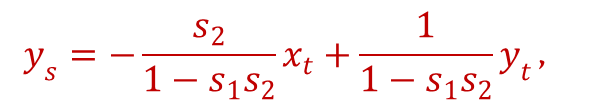 $y_s = -\frac{s_2}{1 - s_1 s_2} x_t + \frac{1}{1 - s_1 s_2} y_t,$